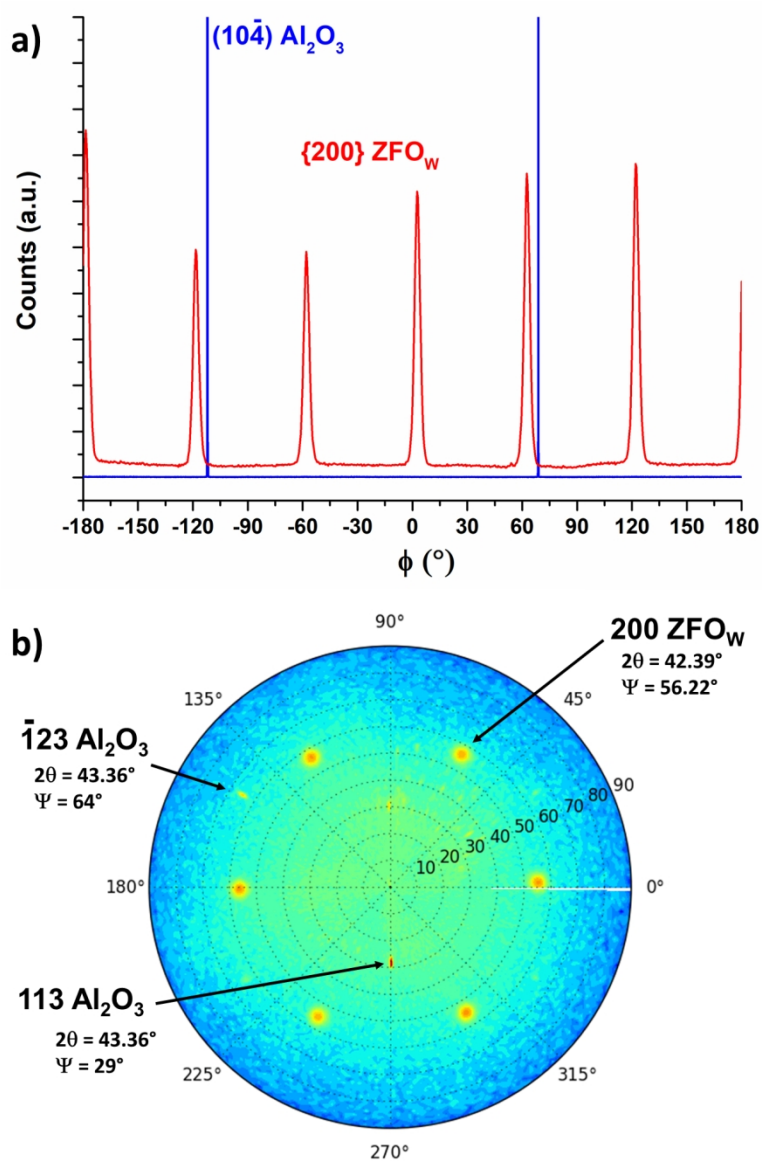 a)
(104̄) Al₂O₃
{200} ZFO_W
Counts (a.u.)
-180 -150 -120 -90 -60 -30 0 30 60 90 120 150 180
ϕ (°)
b)
90°
200 ZFO_W
2θ = 42.39°
Ψ = 56.22°
135°
45°
1̄23 Al₂O₃
2θ = 43.36°
Ψ = 64°
10 20 30 40 50 60 70 80 90
180°
0°
113 Al₂O₃
2θ = 43.36°
Ψ = 29°
225°
315°
270°